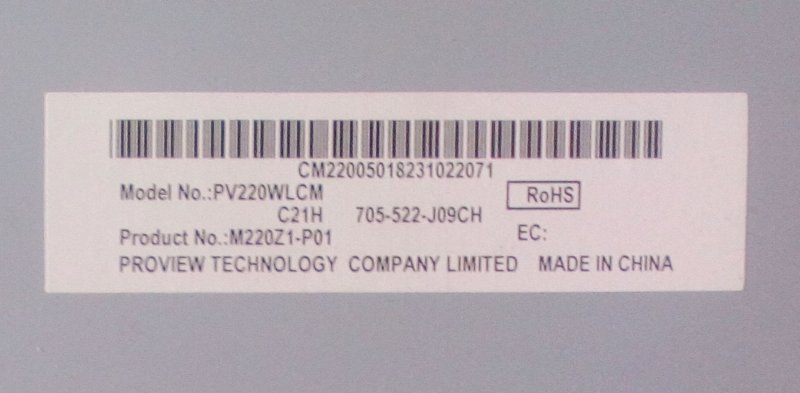 CM22005018231022071
Model No.:PV220WLCM
RoHS
C21H 705-522-J09CH
Product No.:M220Z1-P01
EC:
PROVIEW TECHNOLOGY COMPANY LIMITED MADE IN CHINA